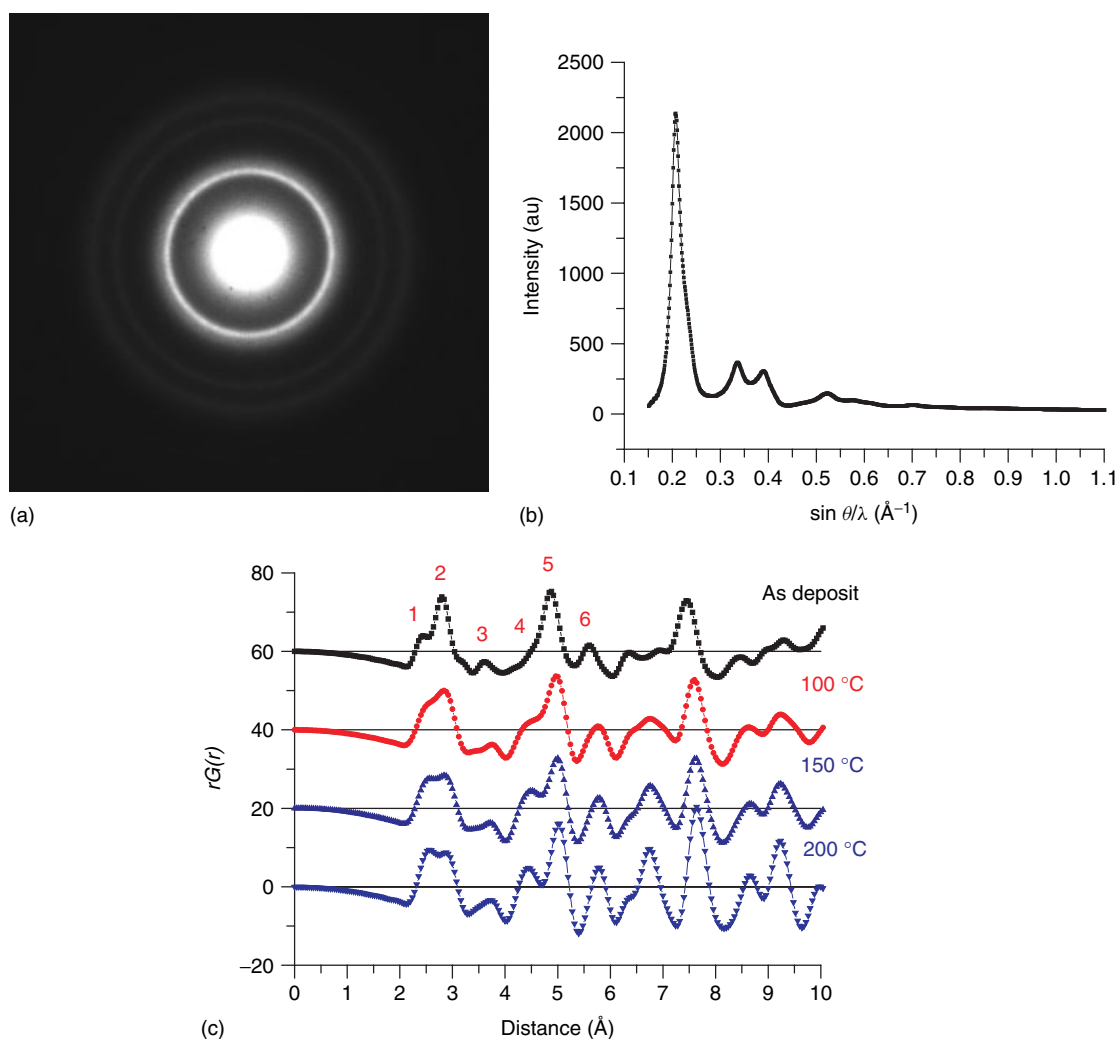 (a)
2500
2000
1500
1000
500
0
Intensity (au)
0.1 0.2 0.3 0.4 0.5 0.6 0.7 0.8 0.9 1.0 1.1
sin θ/λ (Å⁻¹)
(b)
80
60
40
20
0
−20
rG(r)
1 2 3 4 5 6
As deposit
100 °C
150 °C
200 °C
0 1 2 3 4 5 6 7 8 9 10
Distance (Å)
(c)